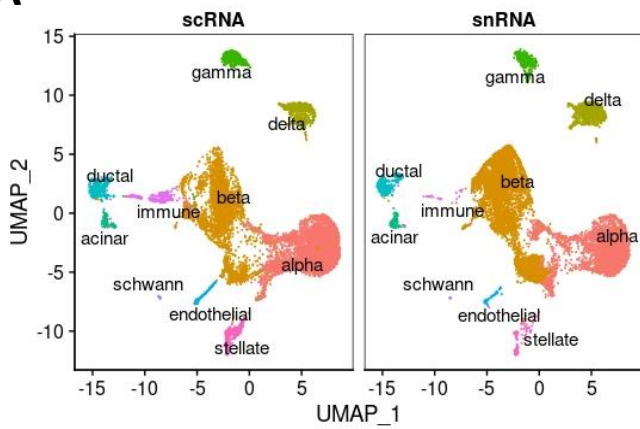 scRNA
snRNA
15
10
5
0
-5
-10
UMAP_2
gamma
delta
ductal
beta
immune
acinar
alpha
schwann
endothelial
stellate
gamma
delta
ductal
beta
immune
acinar
alpha
schwann
endothelial
stellate
-15 -10 -5 0 5
-15 -10 -5 0 5
UMAP_1